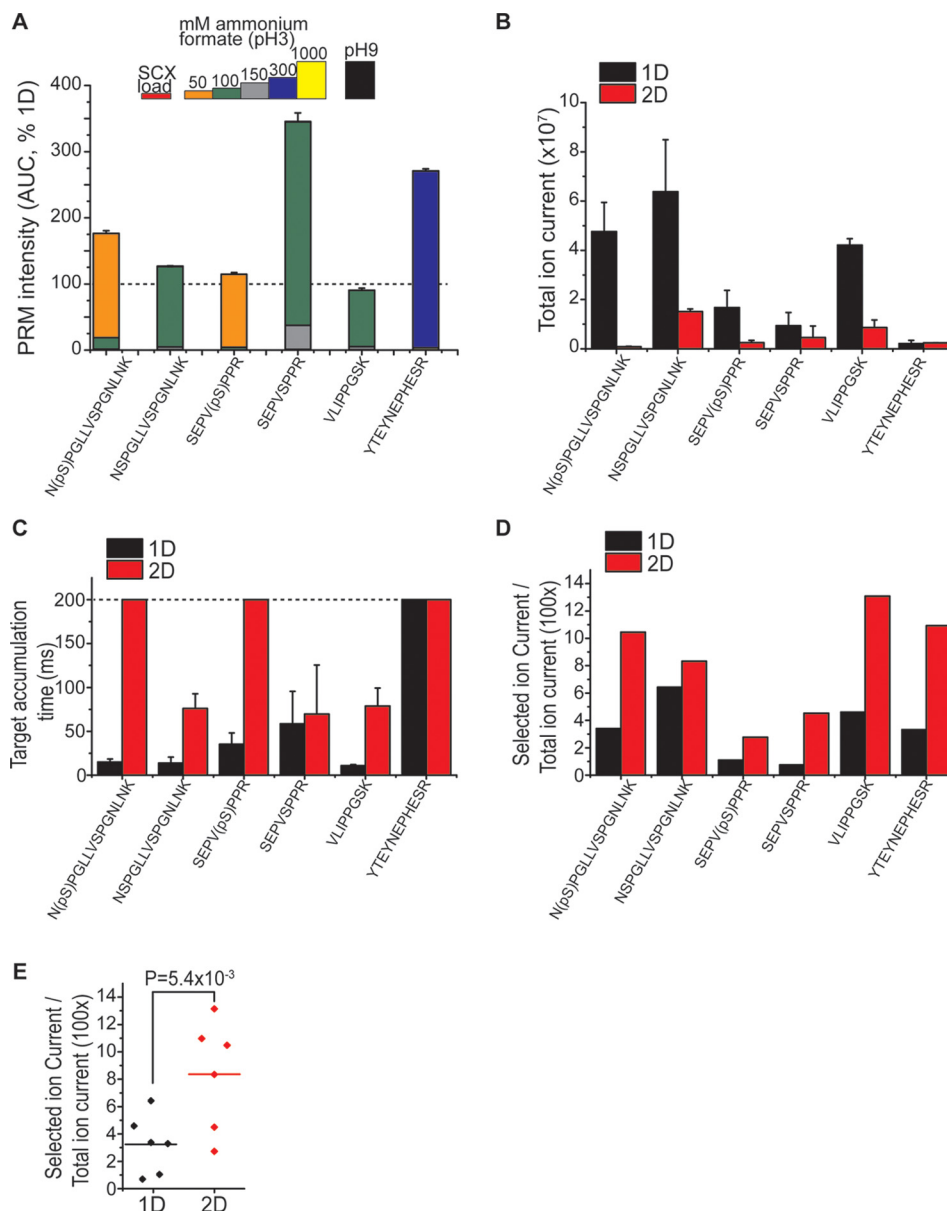 A
mM ammonium
formate (pH3)
SCX
load
50
100
150
300
1000
pH9
PRM intensity (AUC, % 1D)
400
350
300
250
200
150
100
50
0
N(pS)PGLLVSPGNLNK
NSPGLLVSPGNLNK
SEPV(pS)PPR
SEPVSPPR
VLIPPGSK
YTEYNEPHESR
B
1D
2D
Total ion current (x10⁷)
10
8
6
4
2
0
N(pS)PGLLVSPGNLNK
NSPGLLVSPGNLNK
SEPV(pS)PPR
SEPVSPPR
VLIPPGSK
YTEYNEPHESR
C
1D
2D
Target accumulation
time (ms)
200
150
100
50
0
N(pS)PGLLVSPGNLNK
NSPGLLVSPGNLNK
SEPV(pS)PPR
SEPVSPPR
VLIPPGSK
YTEYNEPHESR
D
1D
2D
Selected ion Current /
Total ion current (100x)
14
12
10
8
6
4
2
0
N(pS)PGLLVSPGNLNK
NSPGLLVSPGNLNK
SEPV(pS)PPR
SEPVSPPR
VLIPPGSK
YTEYNEPHESR
E
P=5.4x10⁻³
Selected ion Current /
Total ion current (100x)
14
12
10
8
6
4
2
0
1D
2D